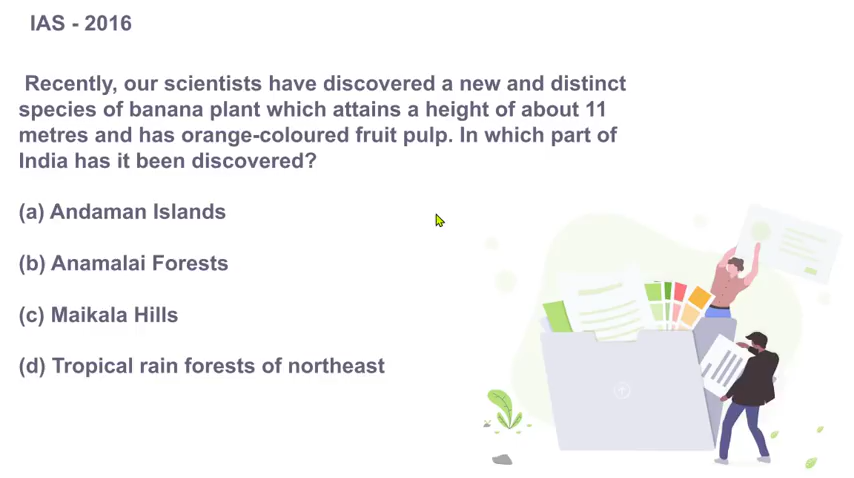 IAS - 2016
Recently, our scientists have discovered a new and distinct
species of banana plant which attains a height of about 11
metres and has orange-coloured fruit pulp. In which part of
India has it been discovered?
(a) Andaman Islands
(b) Anamalai Forests
(c) Maikala Hills
(d) Tropical rain forests of northeast